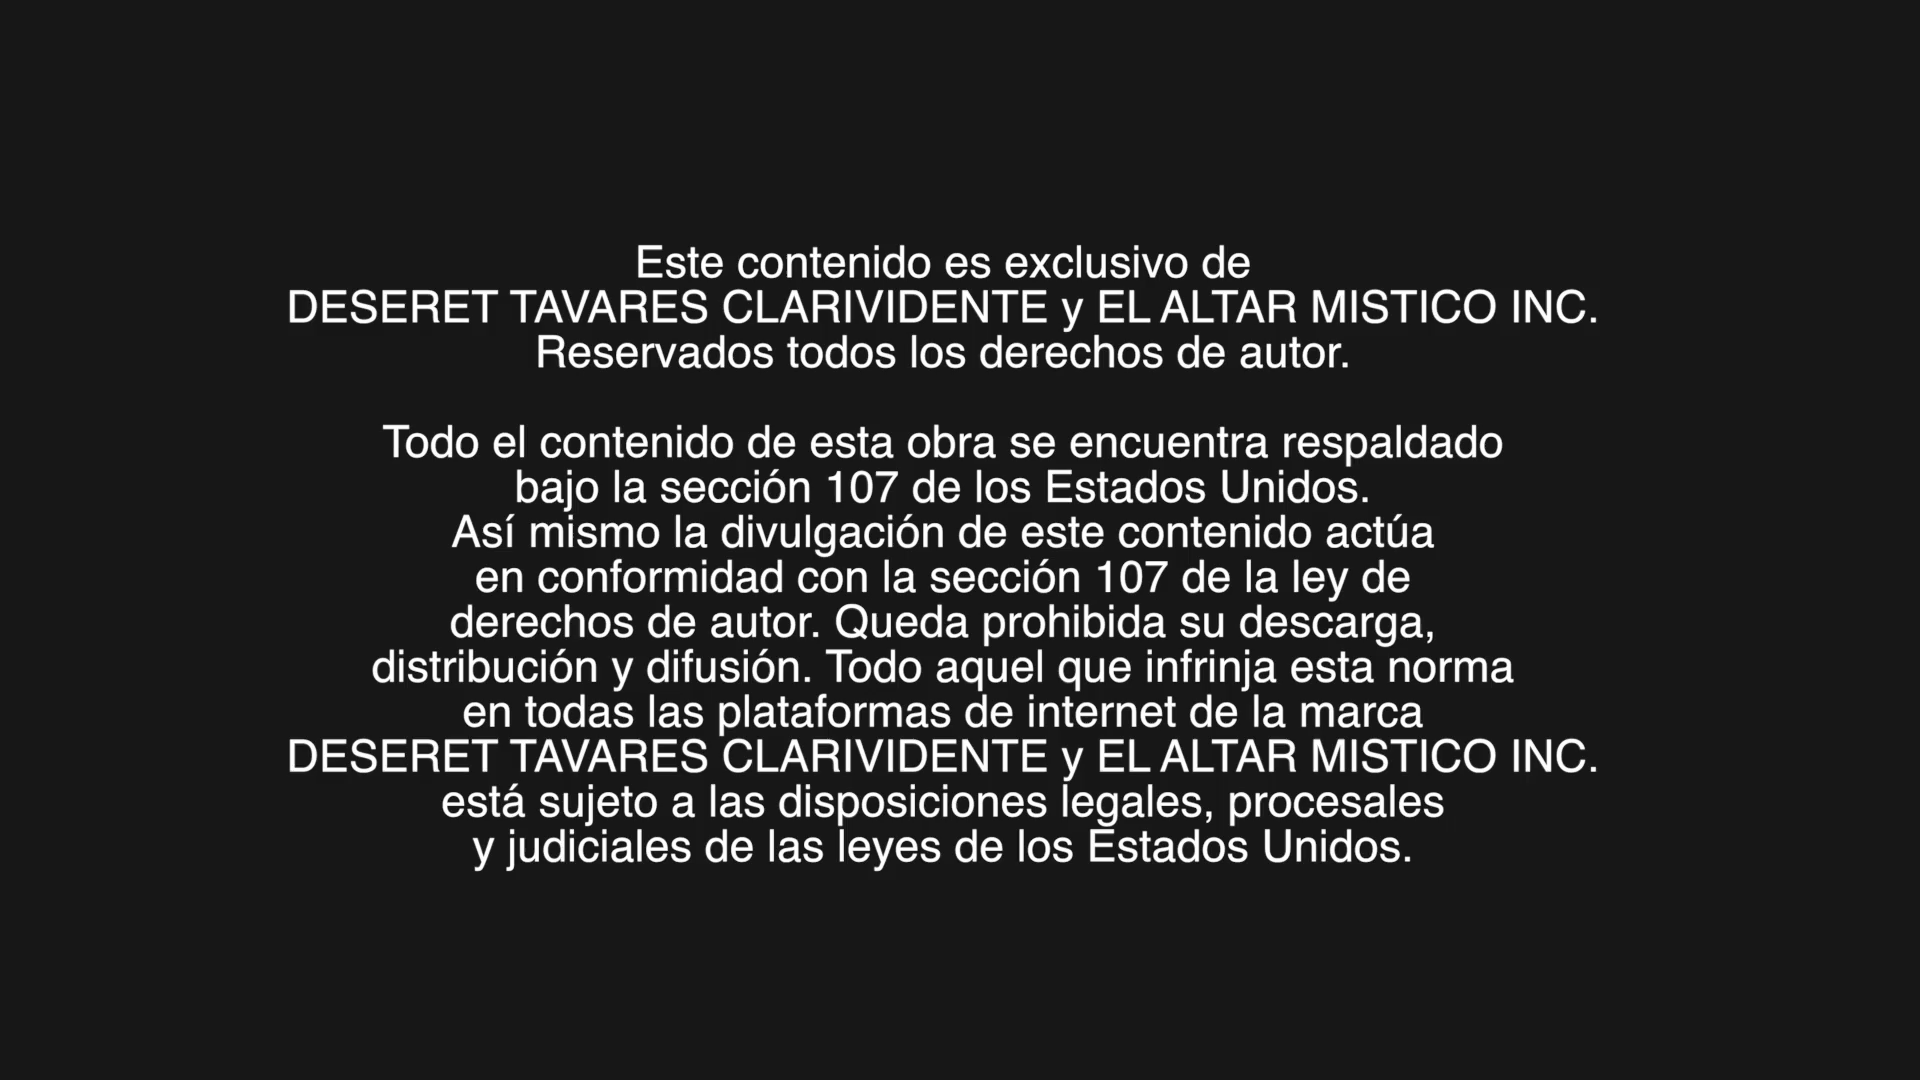 Este contenido es exclusivo de
DESERET TAVARES CLARIVIDENTE y EL ALTAR MISTICO INC.
Reservados todos los derechos de autor.
Todo el contenido de esta obra se encuentra respaldado
bajo la sección 107 de los Estados Unidos.
Así mismo la divulgación de este contenido actúa
en conformidad con la sección 107 de la ley de
derechos de autor. Queda prohibida su descarga,
distribución y difusión. Todo aquel que infrinja esta norma
en todas las plataformas de internet de la marca
DESERET TAVARES CLARIVIDENTE y EL ALTAR MISTICO INC.
está sujeto a las disposiciones legales, procesales
y judiciales de las leyes de los Estados Unidos.